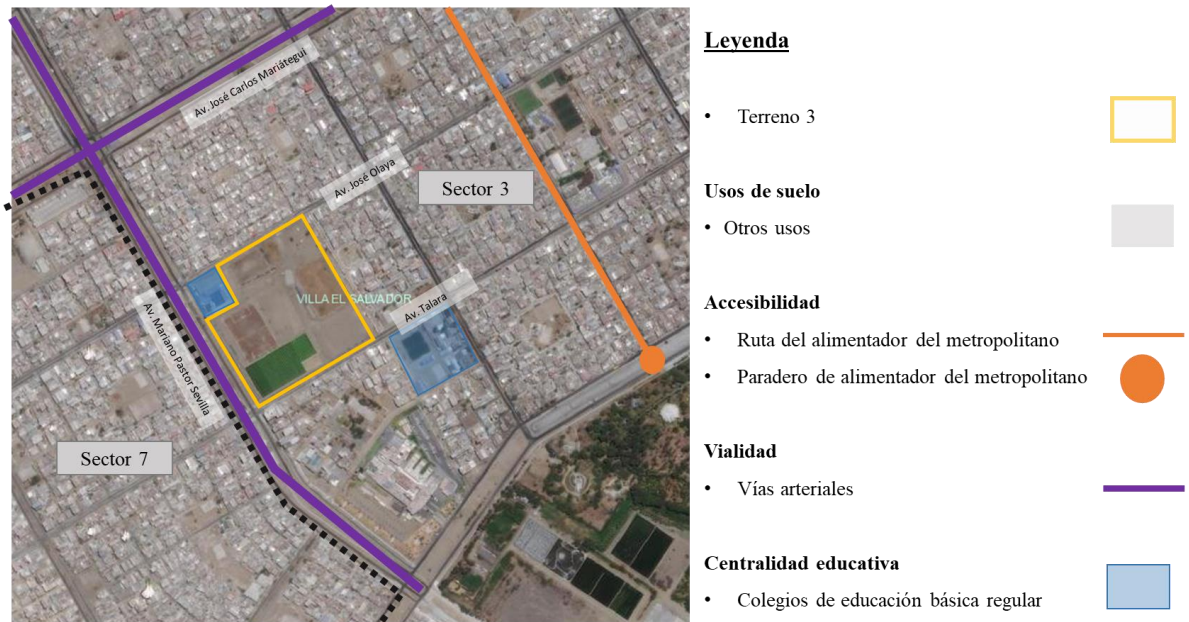 Av. José Carlos Mariátegui
Av. José Olaya
Sector 3
VILLA EL SALVADOR
Av. Talara
Av. Mariano Pastor Sevilla
Sector 7
Leyenda
• Terreno 3
Usos de suelo
• Otros usos
Accesibilidad
• Ruta del alimentador del metropolitano
• Paradero de alimentador del metropolitano
Vialidad
• Vías arteriales
Centralidad educativa
• Colegios de educación básica regular